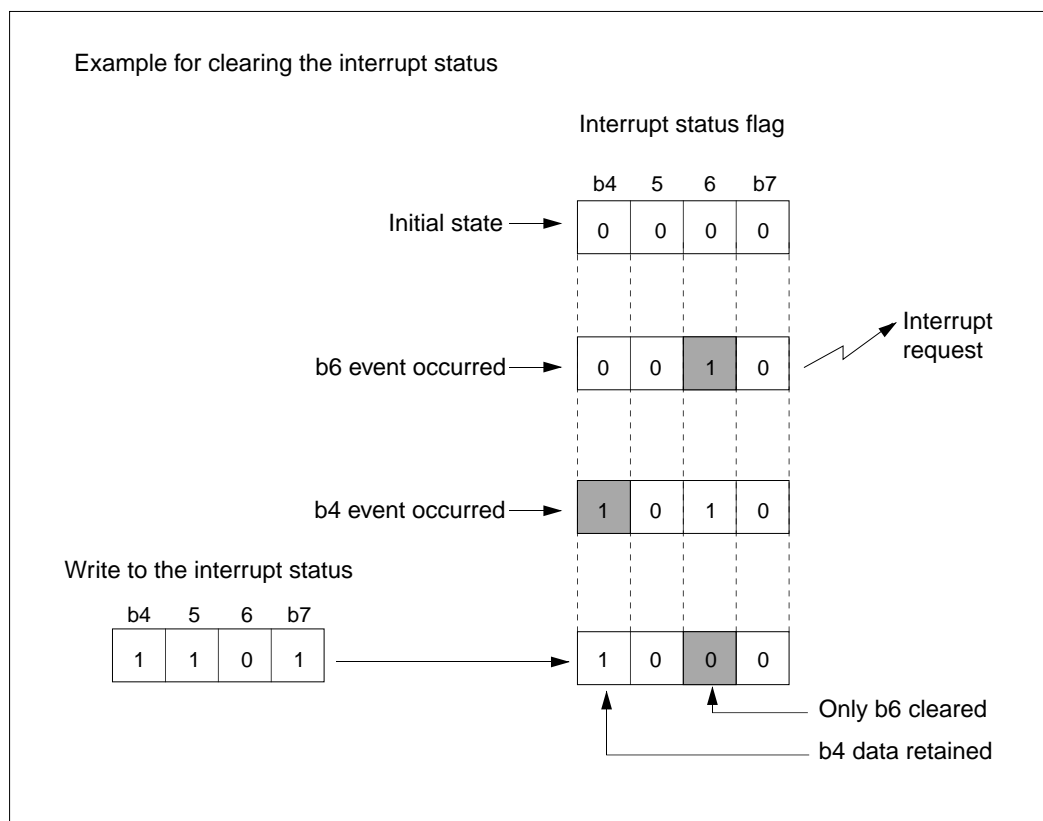 Example for clearing the interrupt status
Interrupt status flag
b4 5 6 b7
Initial state 0 0 0 0
Interrupt
request
b6 event occurred 0 0 1 0
b4 event occurred 1 0 1 0
Write to the interrupt status
b4 5 6 b7
1 1 0 1 1 0 0 0
Only b6 cleared
b4 data retained